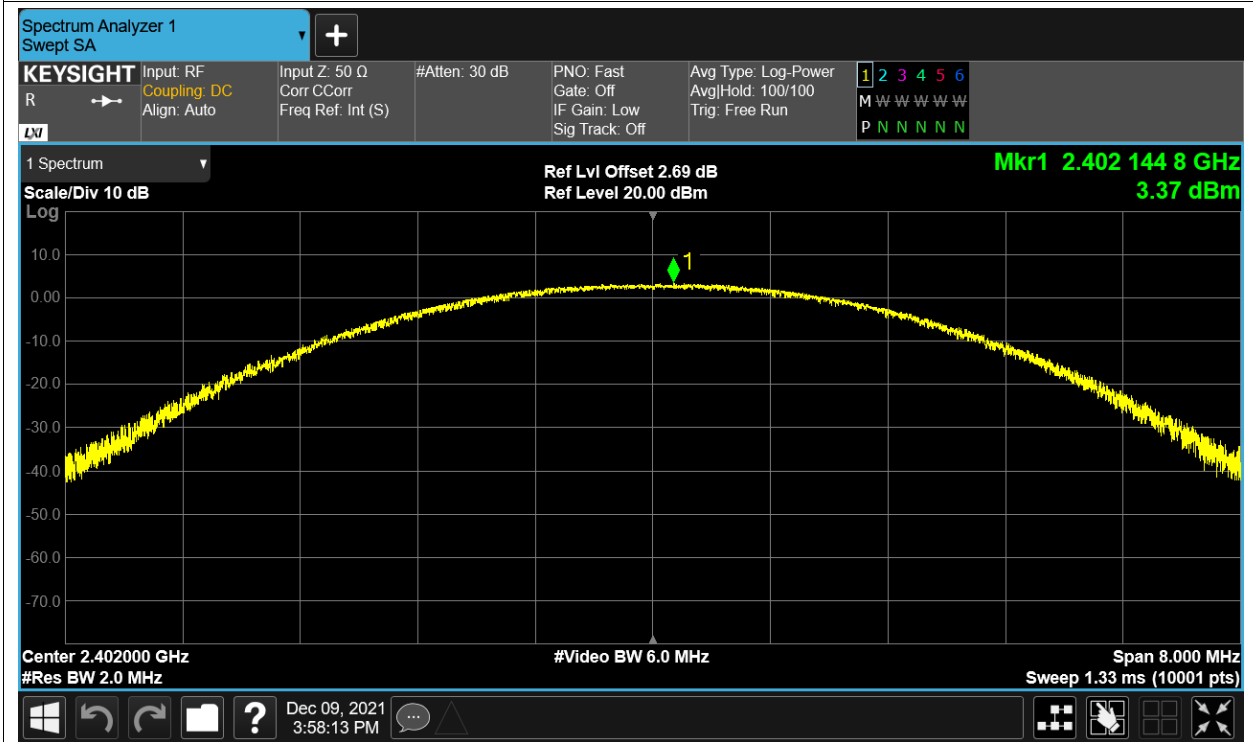 Spectrum Analyzer 1
Swept SA
KEYSIGHT
R
LXI
Input: RF
Coupling: DC
Align: Auto
Input Z: 50 Ω
Corr CCorr
Freq Ref: Int (S)
#Atten: 30 dB
PNO: Fast
Gate: Off
IF Gain: Low
Sig Track: Off
Avg Type: Log-Power
Avg|Hold: 100/100
Trig: Free Run
1 2 3 4 5 6
M W W W W W
P N N N N N
1 Spectrum
Scale/Div 10 dB
Log
Ref Lvl Offset 2.69 dB
Ref Level 20.00 dBm
Mkr1 2.402 144 8 GHz
3.37 dBm
1
10.0
0.00
-10.0
-20.0
-30.0
-40.0
-50.0
-60.0
-70.0
Center 2.402000 GHz
#Res BW 2.0 MHz
#Video BW 6.0 MHz
Span 8.000 MHz
Sweep 1.33 ms (10001 pts)
?
Dec 09, 2021
3:58:13 PM